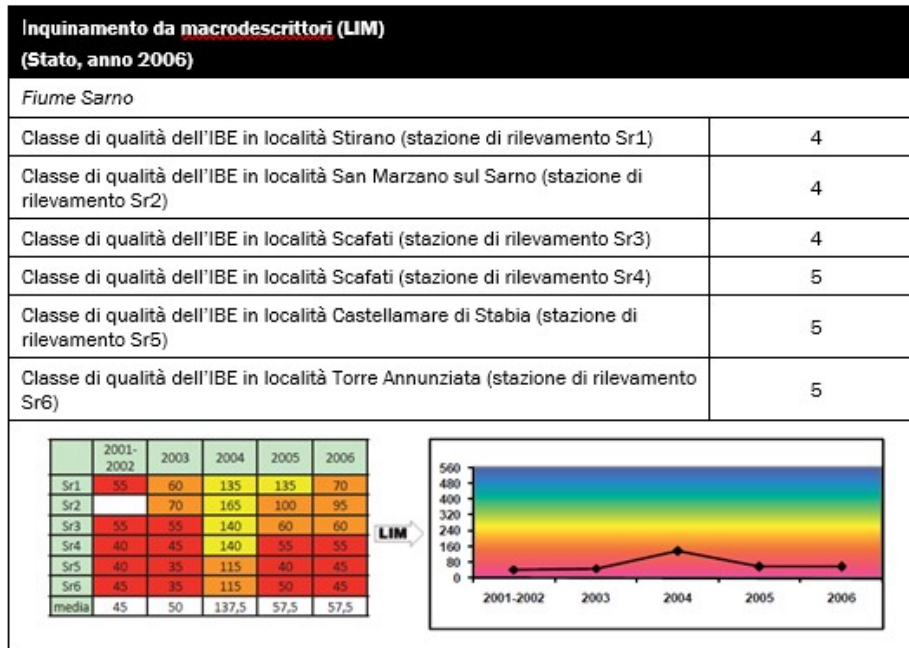 Inquinamento da macrodescrittori (LIM)
(Stato, anno 2006)
Fiume Sarno
Classe di qualità dell'IBE in località Stirano (stazione di rilevamento Sr1) 4
Classe di qualità dell'IBE in località San Marzano sul Sarno (stazione di
rilevamento Sr2) 4
Classe di qualità dell'IBE in località Scafati (stazione di rilevamento Sr3) 4
Classe di qualità dell'IBE in località Scafati (stazione di rilevamento Sr4) 5
Classe di qualità dell'IBE in località Castellamare di Stabia (stazione di
rilevamento Sr5) 5
Classe di qualità dell'IBE in località Torre Annunziata (stazione di rilevamento
Sr6) 5
2001-
2002 2003 2004 2005 2006
Sr1 55 60 135 135 70
Sr2 70 165 100 95
Sr3 55 55 140 60 60
Sr4 40 45 140 55 55
Sr5 40 35 115 40 45
Sr6 45 35 115 50 45
media 45 50 137,5 57,5 57,5
LIM
560
480
400
320
240
160
80
0
2001-2002 2003 2004 2005 2006